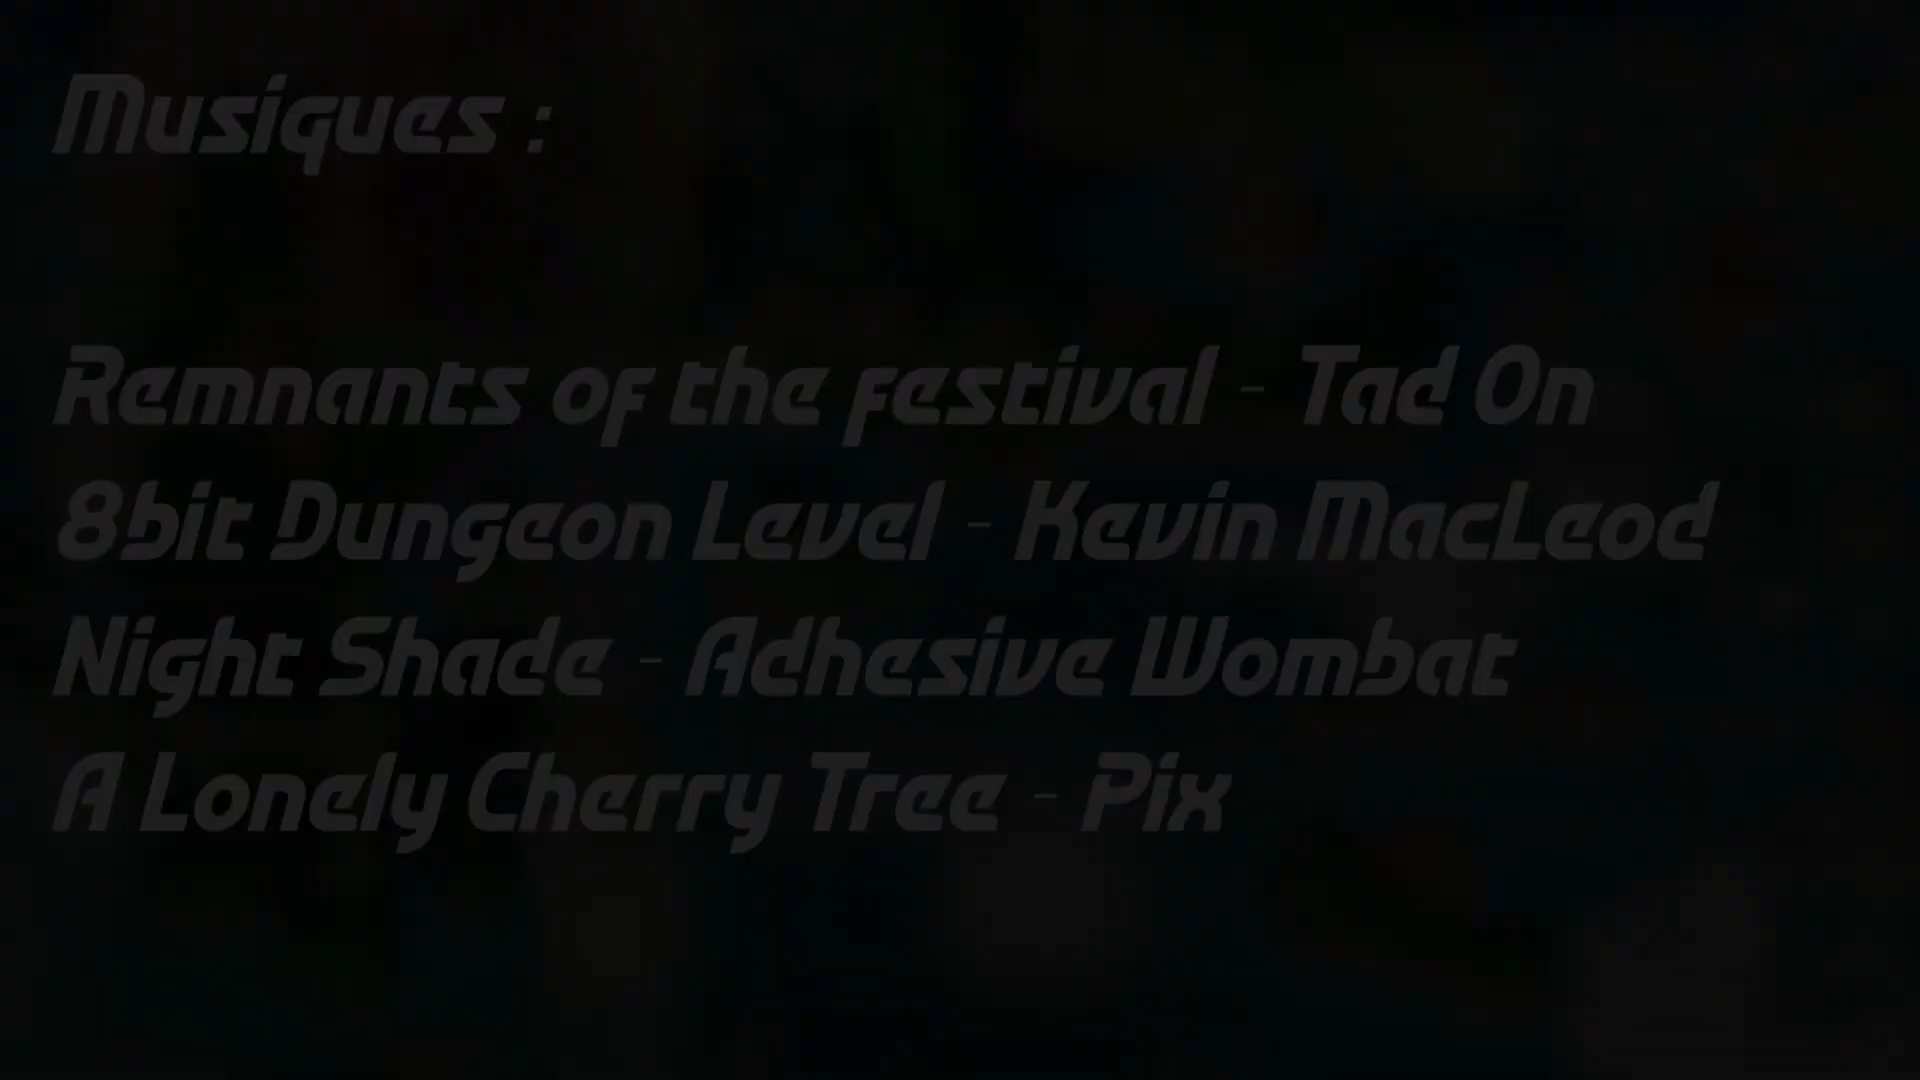 Musiques :
Remnants of the festival - Tad On
8bit Dungeon Level - Kevin MacLeod
Night Shade - Adhesive Wombat
A Lonely Cherry Tree - Pix